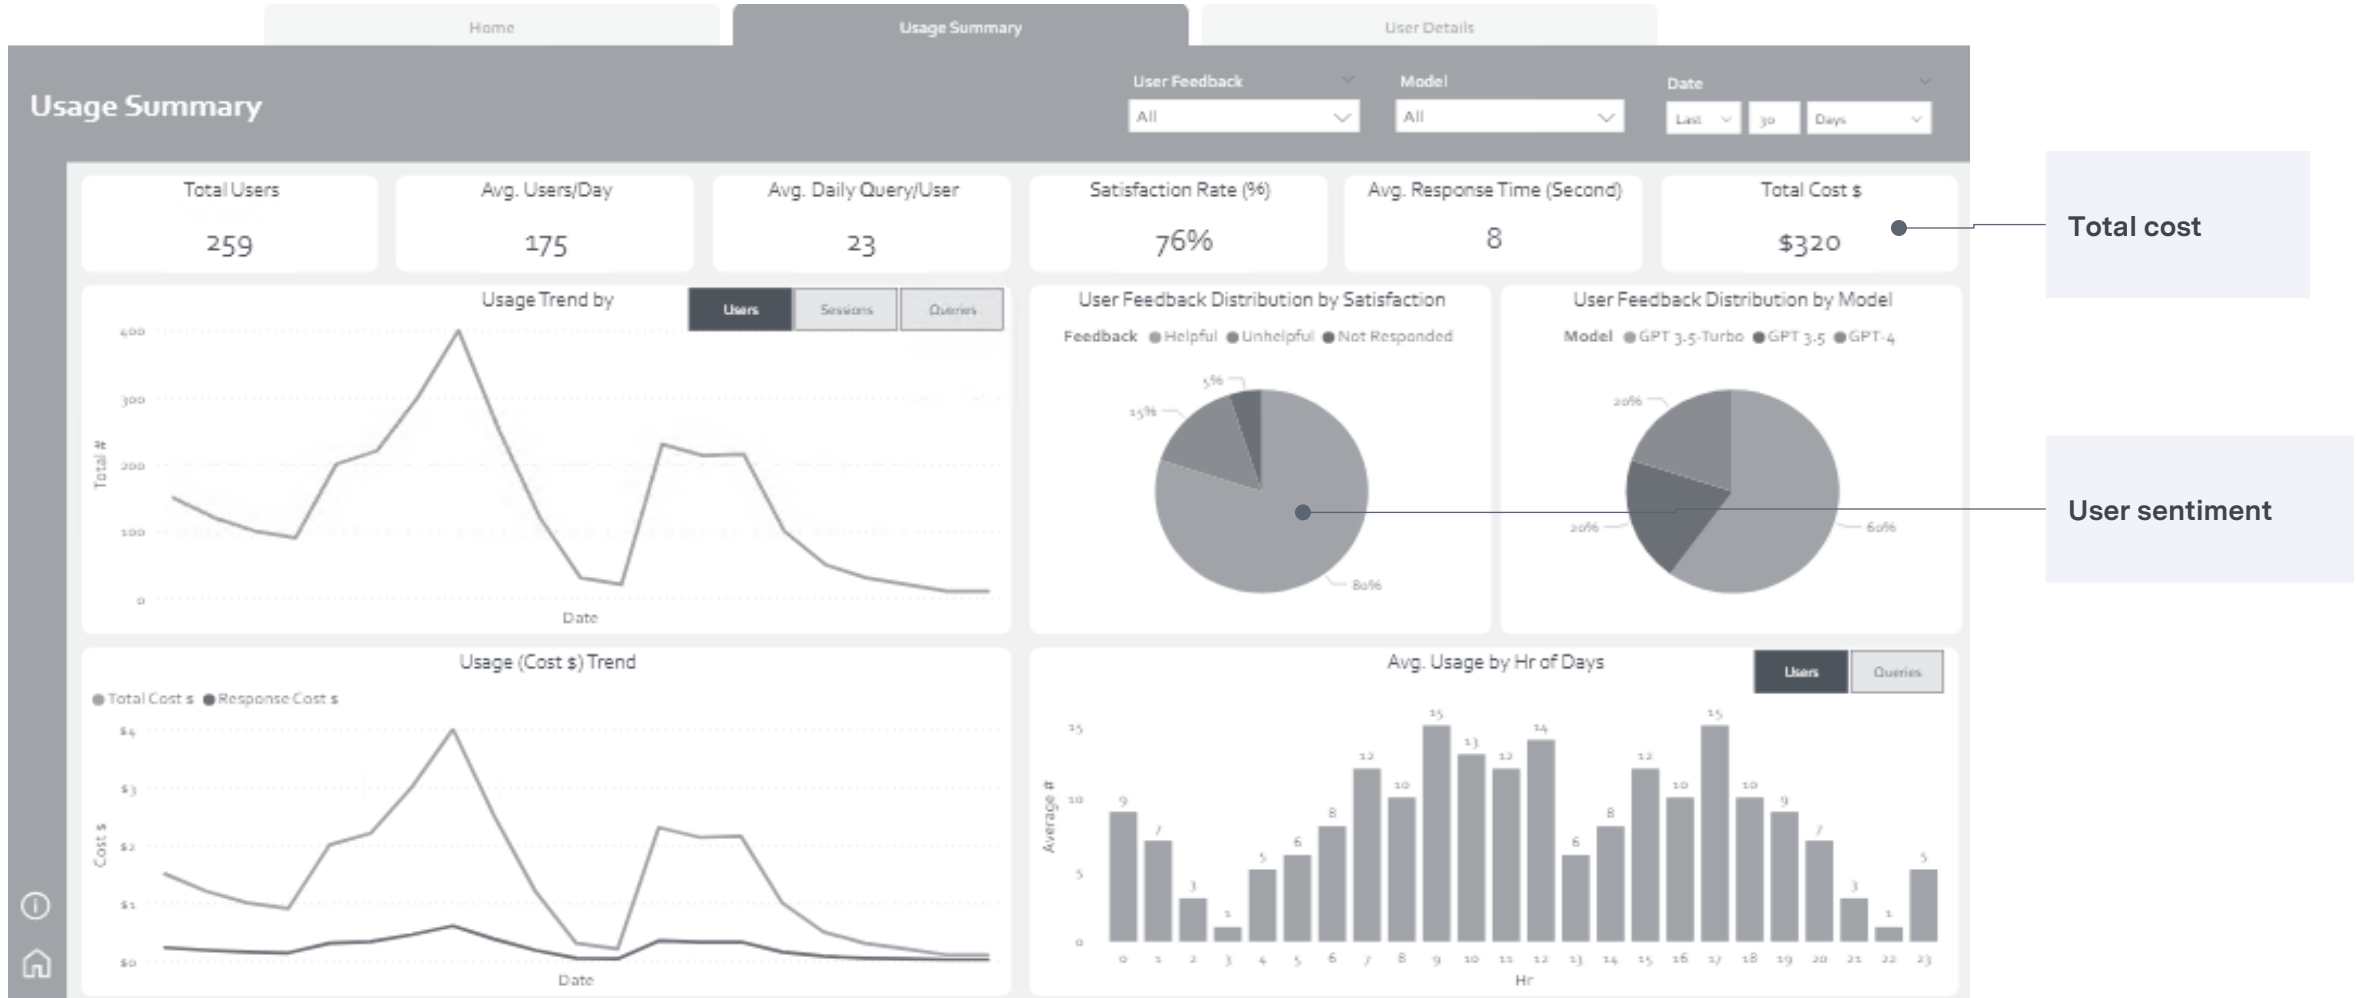 Home
Usage Summary
User Details
Usage Summary
User Feedback
All
Model
All
Date
Last
30
Days
Total Users
259
Avg. Users/Day
175
Avg. Daily Query/User
23
Satisfaction Rate (%)
76%
Avg. Response Time (Second)
8
Total Cost $
$320
Total cost
Usage Trend by
Users
Sessions
Queries
400
300
200
100
0
Total #
Date
User Feedback Distribution by Satisfaction
Feedback Helpful Unhelpful Not Responded
5%
15%
80%
User Feedback Distribution by Model
Model GPT 3.5-Turbo GPT 3.5 GPT-4
20%
20%
60%
User sentiment
Usage (Cost $) Trend
Total Cost $ Response Cost $
$4
$3
$2
$1
$0
Cost $
Date
Avg. Usage by Hr of Days
Users
Queries
15
10
5
0
Average #
9 7 3 1 5 6 8 12 10 15 13 12 14 6 8 12 10 15 10 9 7 3 1 5
0 1 2 3 4 5 6 7 8 9 10 11 12 13 14 15 16 17 18 19 20 21 22 23
Hr